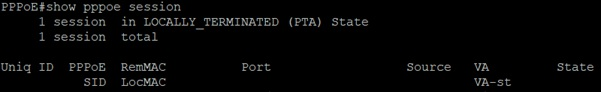 PPPoE#show pppoe session
1 session in LOCALLY_TERMINATED (PTA) State
1 session total
Uniq ID PPPoE RemMAC Port Source VA State
SID LocMAC VA-st